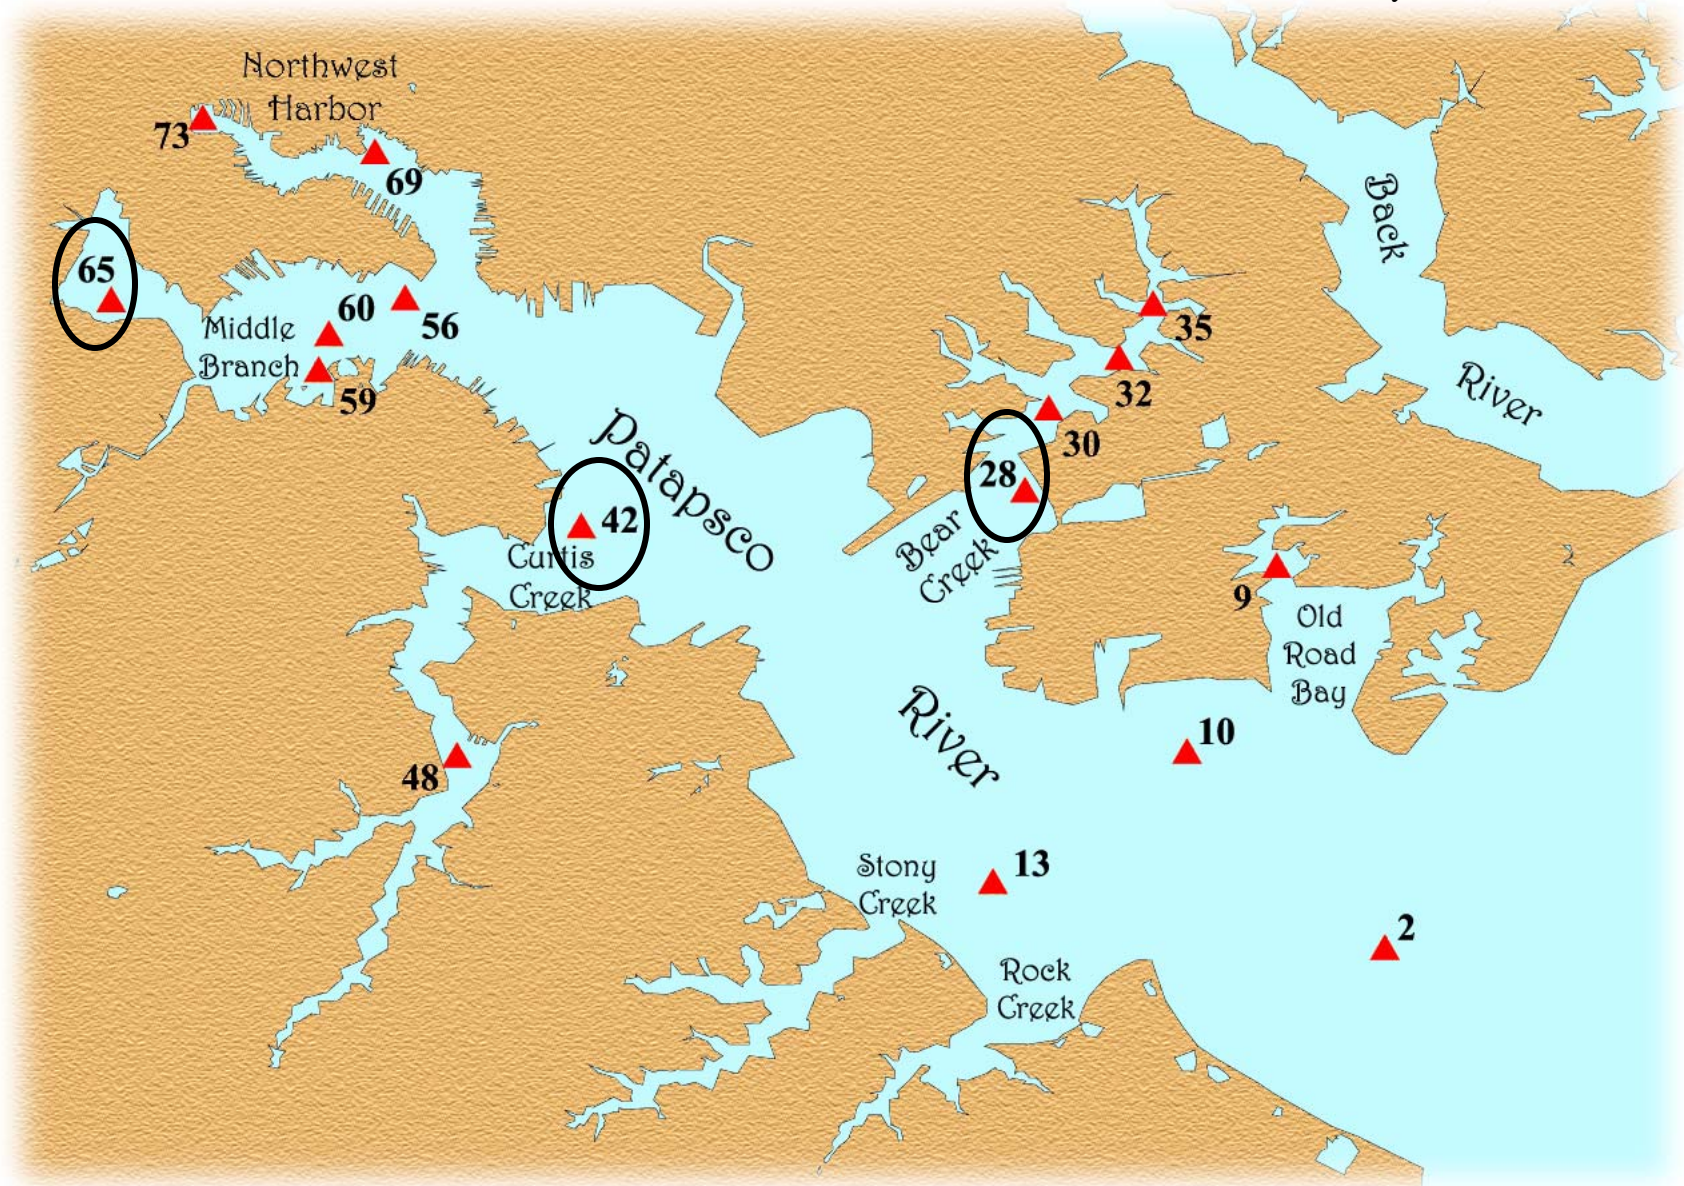 Northwest
Harbor
73
69
65
60
56
Middle
Branch
59
Back
River
35
32
30
28
Patapsco
River
42
Curtis
Creek
Bear
Creek
9
Old
Road
Bay
10
48
13
Stony
Creek
2
Rock
Creek